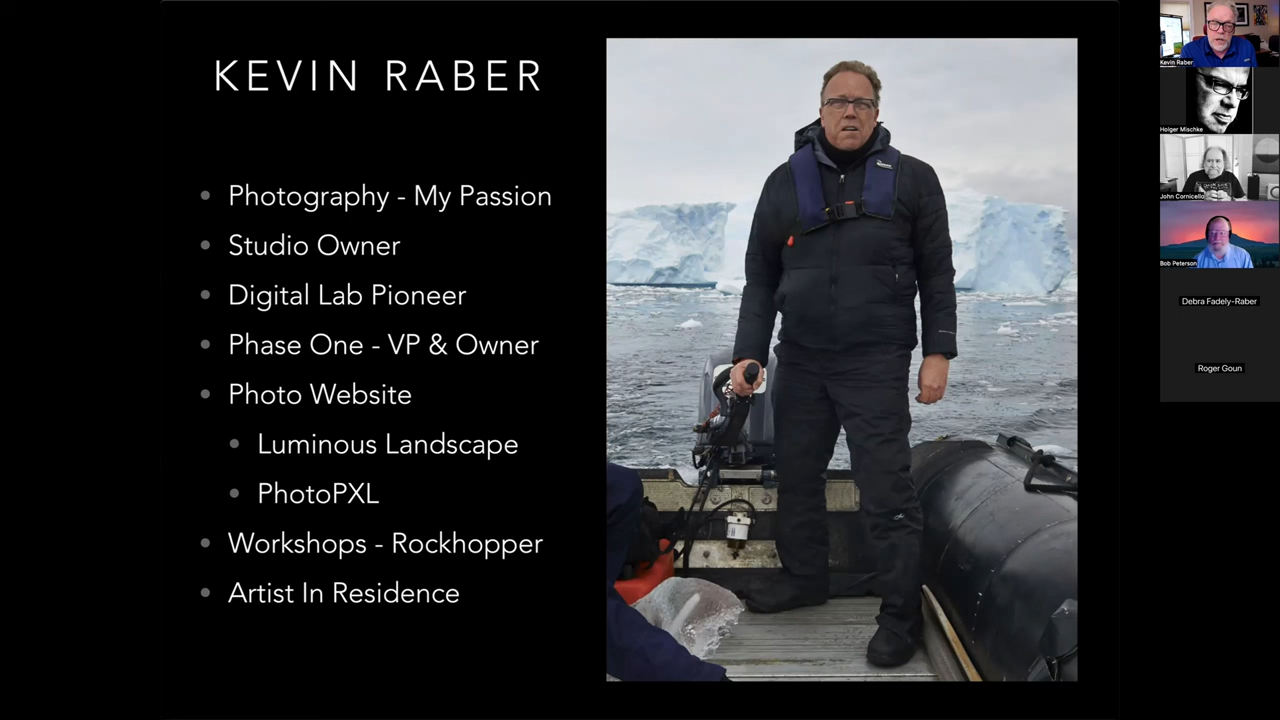 KEVIN RABER
Photography - My Passion
Studio Owner
Digital Lab Pioneer
Phase One - VP & Owner
Photo Website
Luminous Landscape
PhotoPXL
Workshops - Rockhopper
Artist In Residence
Kevin Raber
Holger Mischke
John Cornicello
Bob Peterson
Debra Fadely-Raber
Roger Goun